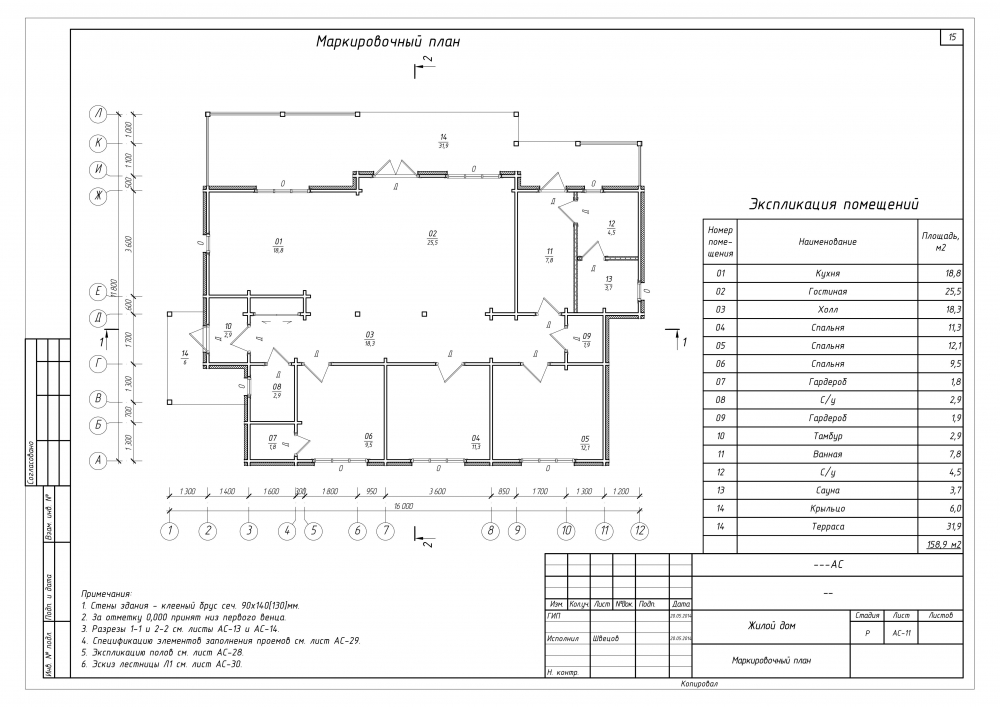 15
Маркировочный план
2
Л
К
И
Ж
Е
Д
Г
В
Б
А
1 000
1 100
500
3 600
600
1 700
1 300
700
1 300
11 800
14
31,9
Д
О
О
О
01
18,8
02
25,5
11
7,8
Д
Д
12
4,5
Д
13
3,7
О
10
2,9
Д
Д
03
18,3
Д
Д
Д
Д
09
1,9
14
6
1
1
О
08
2,9
Д
07
1,8
Д
06
9,5
04
11,3
05
12,1
О
О
О
1 300
1 400
1 600
300
1 800
950
3 600
850
1 700
1 300
1 200
16 000
1
2
3
4
5
6
7
8
9
10
11
12
2
Экспликация помещений
Номер поме- щения
Наименование
Площадь, м2
01 Кухня 18,8
02 Гостиная 25,5
03 Холл 18,3
04 Спальня 11,3
05 Спальня 12,1
06 Спальня 9,5
07 Гардероб 1,8
08 С/у 2,9
09 Гардероб 1,9
10 Тамбур 2,9
11 Ванная 7,8
12 С/у 4,5
13 Сауна 3,7
14 Крыльцо 6,0
14 Терраса 31,9
158,9 м2
Примечания:
1. Стены здания - клееный брус сеч. 90х140(130)мм.
2. За отметку 0,000 принят низ первого венца.
3. Разрезы 1-1 и 2-2 см. листы АС-13 и АС-14.
4. Спецификацию элементов заполнения проемов см. лист АС-29.
5. Экспликацию полов см. лист АС-28.
6. Эскиз лестницы Л1 см. лист АС-30.
Согласовано
Взам. инв. №
Подп. и дата
Инв. № подл.
---АС
--
Изм. Кол.уч Лист №док. Подп. Дата
ГИП 20.05.2014
Исполнил Швецов 20.05.2014
Н. контр.
Жилой дом
Стадия Лист Листов
Р АС-11
Маркировочный план
Копировал